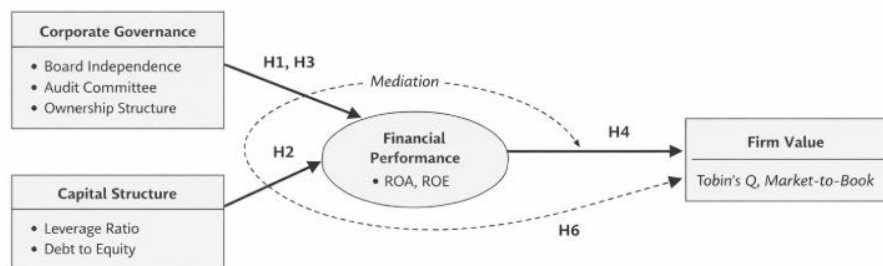 Corporate Governance
• Board Independence
• Audit Committee
• Ownership Structure
H1, H3
Mediation
Financial
Performance
• ROA, ROE
H2
H4
Firm Value
Tobin's Q, Market-to-Book
Capital Structure
• Leverage Ratio
• Debt to Equity
H6